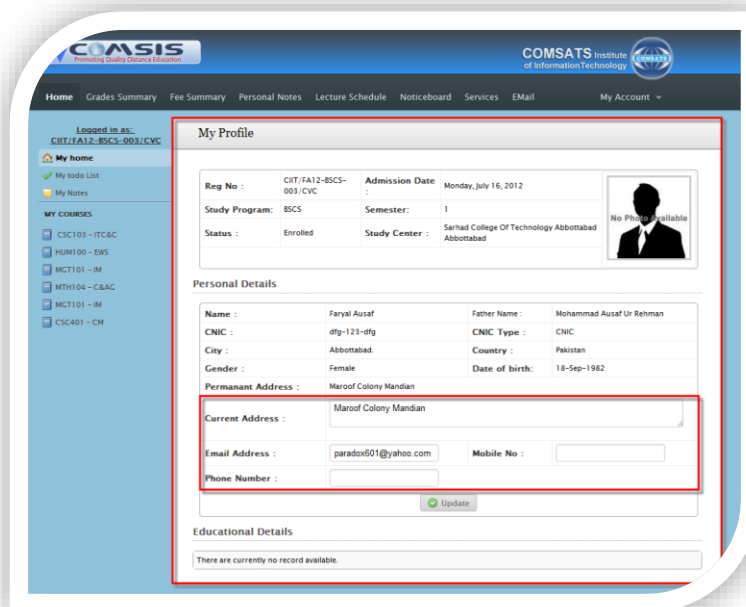 COMSIS
Promoting Quality Distance Education
COMSATS Institute
of Information Technology
COMSATS
Home Grades Summary Fee Summary Personal Notes Lecture Schedule Noticeboard Services EMail My Account
Logged in as:
CIIT/FA12-BSCS-003/CVC
My home
My todo List
My Notes
MY COURSES
CSC103 - ITC&C
HUM100 - EWS
MGT101 - IM
MTH104 - C&AG
MGT101 - IM
CSC401 - CM
My Profile
Reg No : CIIT/FA12-BSCS-003/CVC Admission Date : Monday, July 16, 2012
Study Program: BSCS Semester: 1
Status : Enrolled Study Center : Sarhad College Of Technology Abbottabad Abbottabad
No Photo Available
Personal Details
Name : Faryal Ausaf Father Name : Mohammad Ausaf Ur Rehman
CNIC : dfg-123-dfg CNIC Type : CNIC
City : Abbottabad. Country : Pakistan
Gender : Female Date of birth: 18-Sep-1982
Permanant Address : Maroof Colony Mandian
Current Address : Maroof Colony Mandian
Email Address : paradox601@yahoo.com Mobile No :
Phone Number :
Update
Educational Details
There are currently no record available.